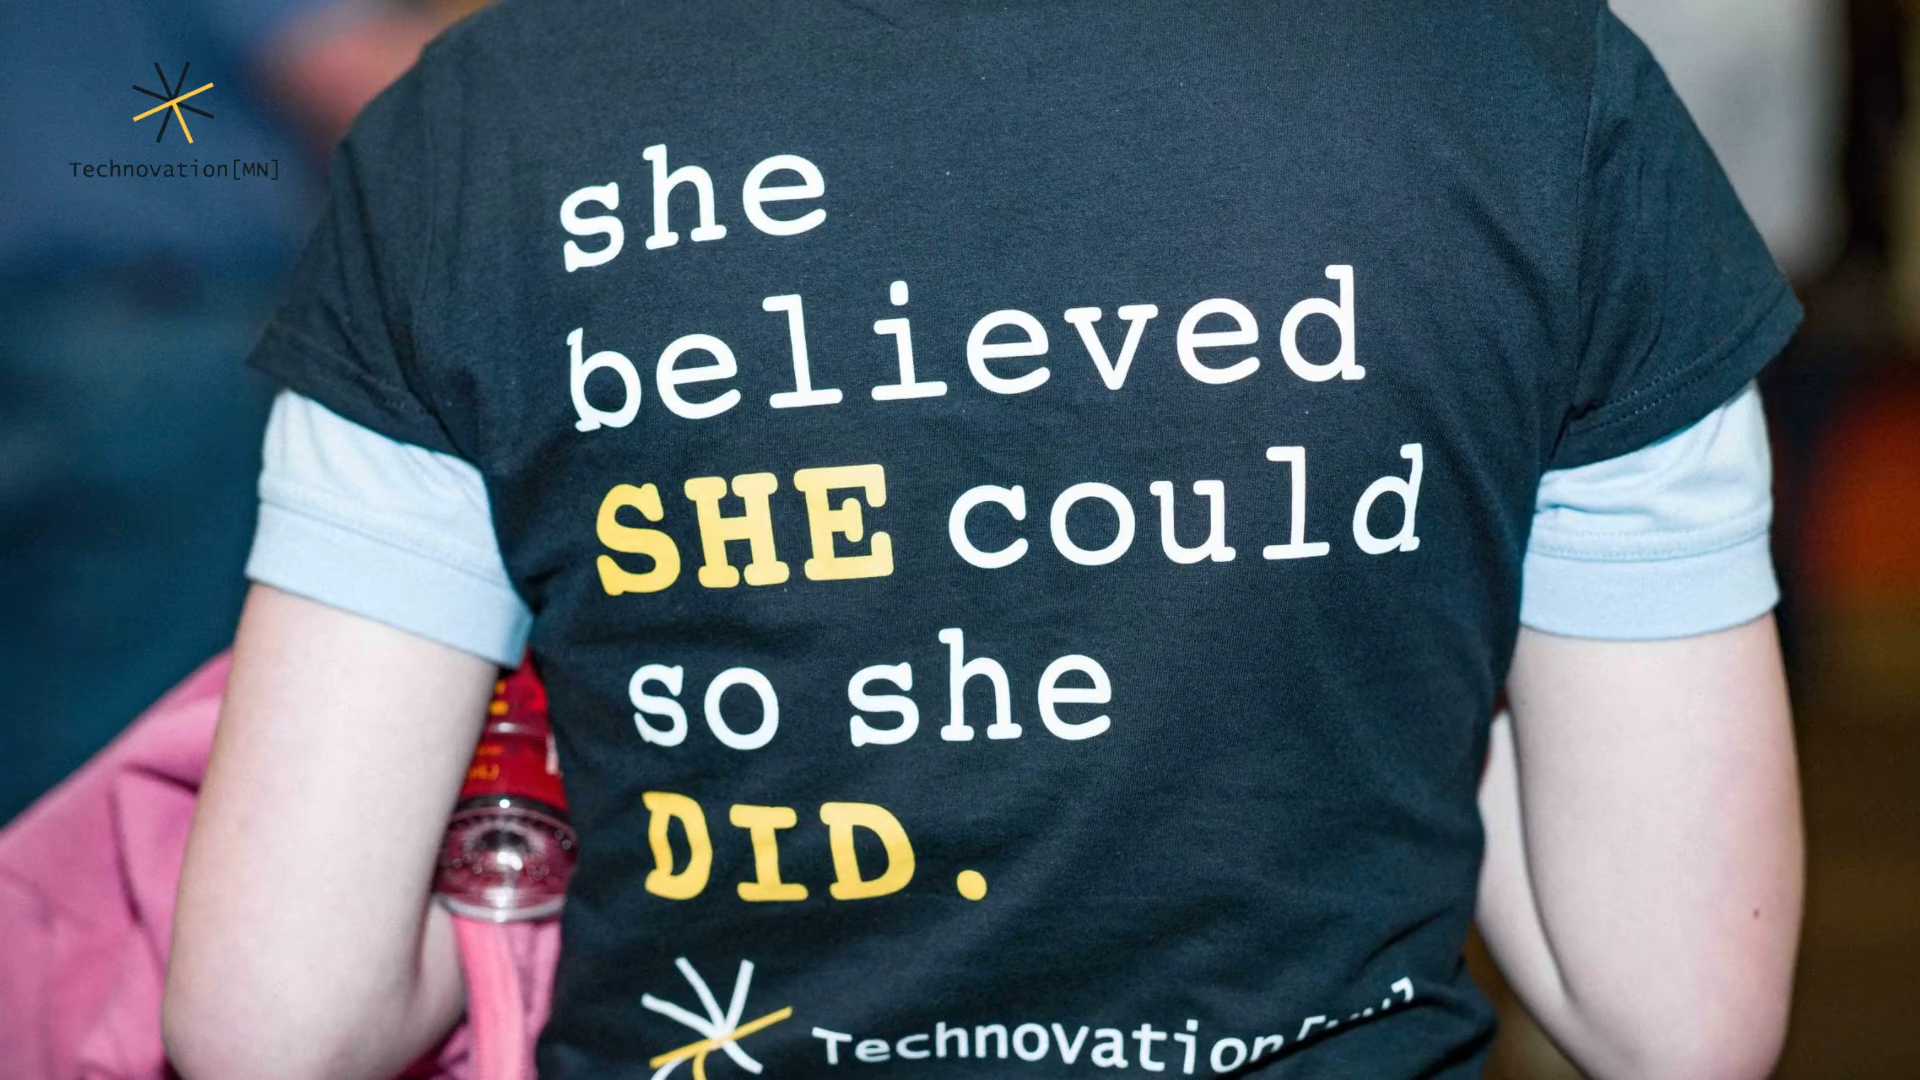 Technovation[MN]
she
believed
SHE could
so she
DID.
Technovation